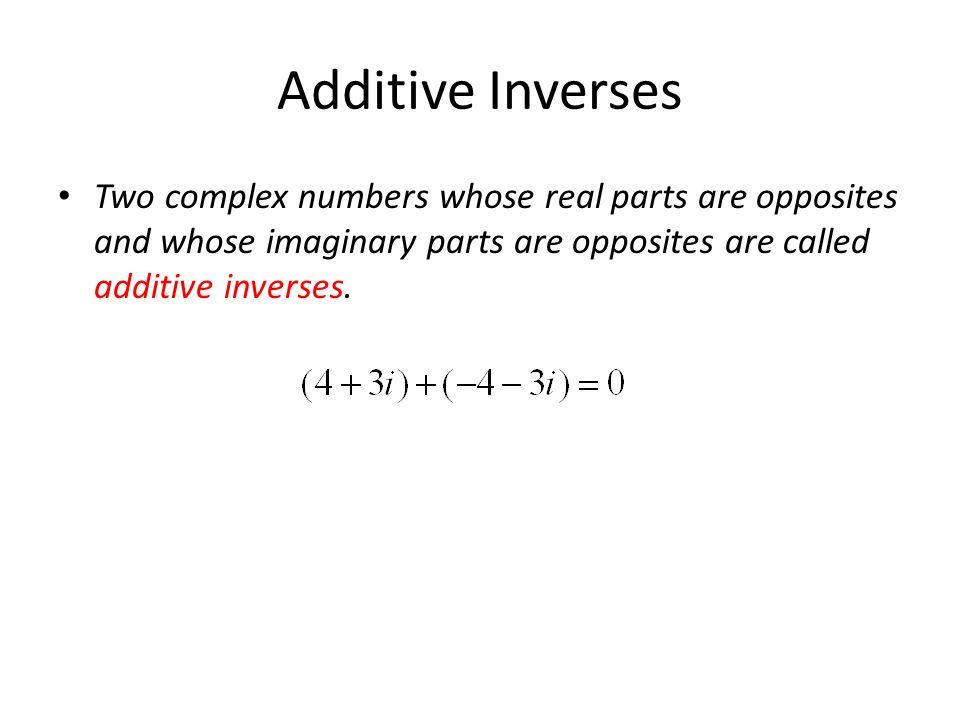 Additive Inverses
• Two complex numbers whose real parts are opposites
and whose imaginary parts are opposites are called
additive inverses.
(4 + 3i) + (−4 − 3i) = 0